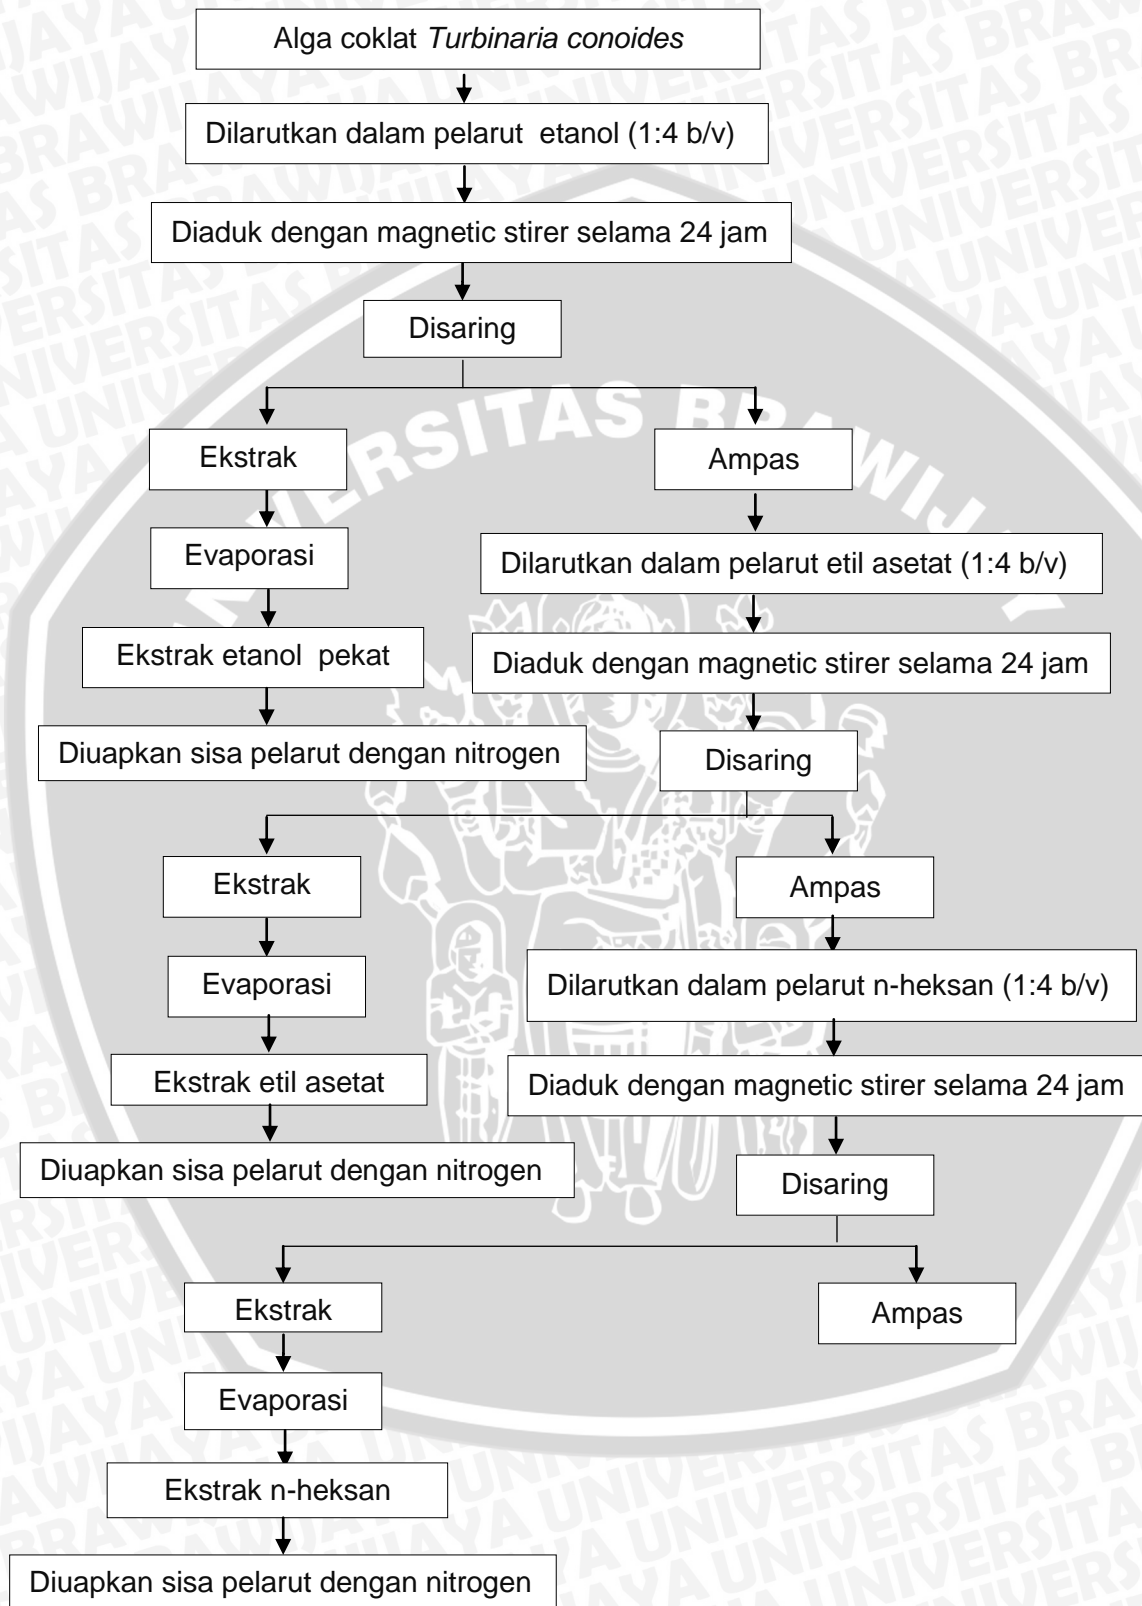 Alga coklat Turbinaria conoides
Dilarutkan dalam pelarut etanol (1:4 b/v)
Diaduk dengan magnetic stirer selama 24 jam
Disaring
Ekstrak
Ampas
Evaporasi
Dilarutkan dalam pelarut etil asetat (1:4 b/v)
Ekstrak etanol pekat
Diaduk dengan magnetic stirer selama 24 jam
Diuapkan sisa pelarut dengan nitrogen
Disaring
Ekstrak
Ampas
Evaporasi
Dilarutkan dalam pelarut n-heksan (1:4 b/v)
Ekstrak etil asetat
Diaduk dengan magnetic stirer selama 24 jam
Diuapkan sisa pelarut dengan nitrogen
Disaring
Ekstrak
Ampas
Evaporasi
Ekstrak n-heksan
Diuapkan sisa pelarut dengan nitrogen